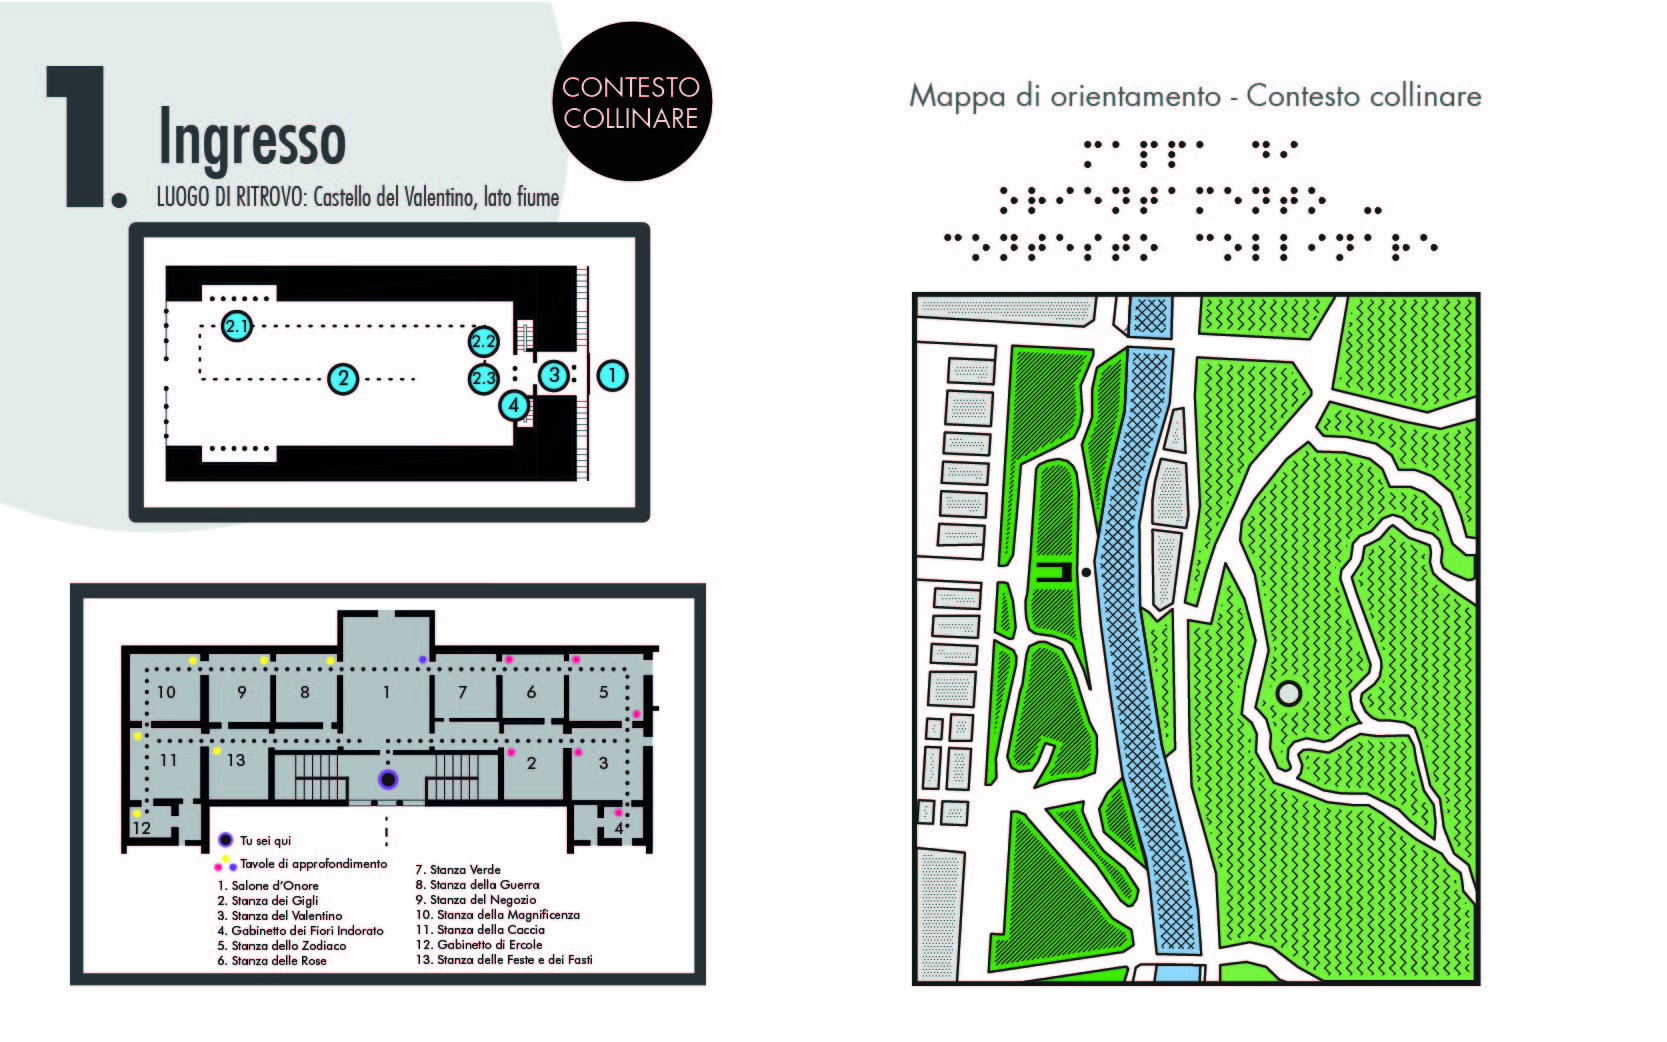 1.
Ingresso
LUOGO DI RITROVO: Castello del Valentino, lato fiume
CONTESTO
COLLINARE
2.1
2.2
2
2.3
3
1
4
10
9
8
1
7
6
5
11
13
2
3
12
4
Tu sei qui
Tavole di approfondimento
1. Salone d'Onore
2. Stanza dei Gigli
3. Stanza del Valentino
4. Gabinetto dei Fiori Indorato
5. Stanza dello Zodiaco
6. Stanza delle Rose
7. Stanza Verde
8. Stanza della Guerra
9. Stanza del Negozio
10. Stanza della Magnificenza
11. Stanza della Caccia
12. Gabinetto di Ercole
13. Stanza delle Feste e dei Fasti
Mappa di orientamento - Contesto collinare
⠍⠁⠏⠏⠁ ⠙⠊
⠕⠗⠊⠑⠝⠞⠁⠍⠑⠝⠞⠕ ⠤
⠉⠕⠝⠞⠑⠎⠞⠕ ⠉⠕⠇⠇⠊⠝⠁⠗⠑